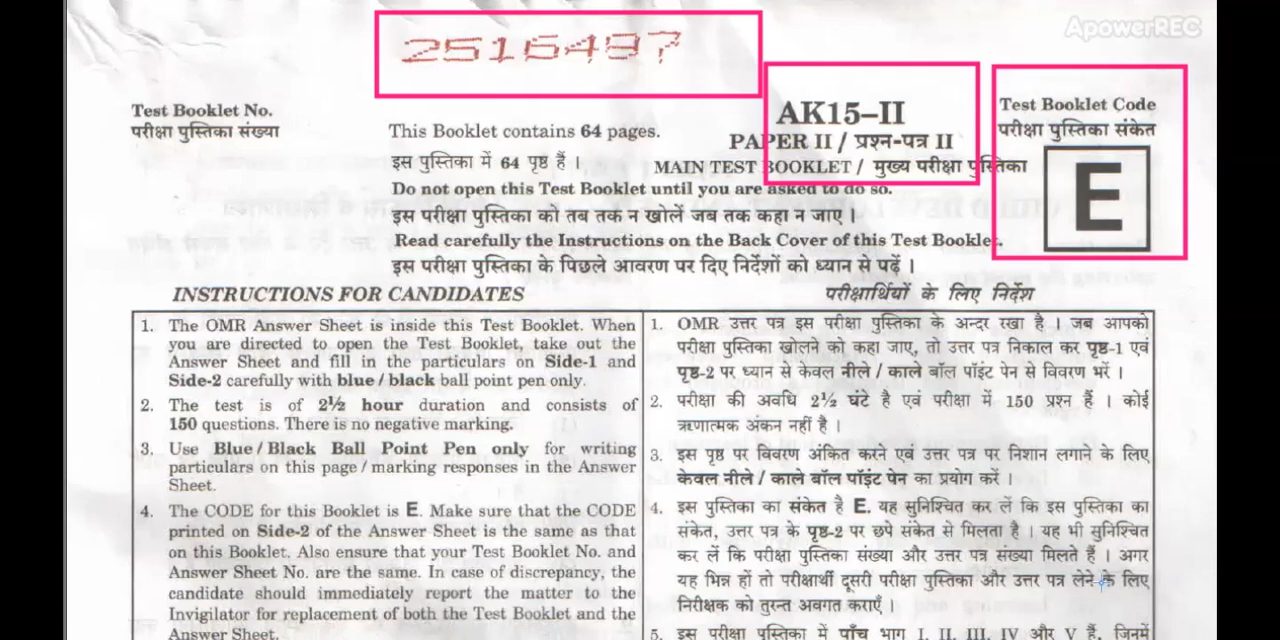 ApowerREC
2516497
Test Booklet No.
परीक्षा पुस्तिका संख्या
This Booklet contains 64 pages.
इस पुस्तिका में 64 पृष्ठ हैं ।
AK15–II
PAPER II / प्रश्न-पत्र II
MAIN TEST BOOKLET / मुख्य परीक्षा पुस्तिका
Test Booklet Code
परीक्षा पुस्तिका संकेत
E
Do not open this Test Booklet until you are asked to do so.
इस परीक्षा पुस्तिका को तब तक न खोलें जब तक कहा न जाए ।
Read carefully the Instructions on the Back Cover of this Test Booklet.
इस परीक्षा पुस्तिका के पिछले आवरण पर दिए निर्देशों को ध्यान से पढ़ें ।
INSTRUCTIONS FOR CANDIDATES
1. The OMR Answer Sheet is inside this Test Booklet. When
you are directed to open the Test Booklet, take out the
Answer Sheet and fill in the particulars on Side-1 and
Side-2 carefully with blue / black ball point pen only.
2. The test is of 2½ hour duration and consists of
150 questions. There is no negative marking.
3. Use Blue / Black Ball Point Pen only for writing
particulars on this page / marking responses in the Answer
Sheet.
4. The CODE for this Booklet is E. Make sure that the CODE
printed on Side-2 of the Answer Sheet is the same as that
on this Booklet. Also ensure that your Test Booklet No. and
Answer Sheet No. are the same. In case of discrepancy, the
candidate should immediately report the matter to the
Invigilator for replacement of both the Test Booklet and the
Answer Sheet.
परीक्षार्थियों के लिए निर्देश
1. OMR उत्तर पत्र इस परीक्षा पुस्तिका के अन्दर रखा है । जब आपको
परीक्षा पुस्तिका खोलने को कहा जाए, तो उत्तर पत्र निकाल कर पृष्ठ-1 एवं
पृष्ठ-2 पर ध्यान से केवल नीले / काले बॉल पॉइंट पेन से विवरण भरें ।
2. परीक्षा की अवधि 2½ घंटे है एवं परीक्षा में 150 प्रश्न हैं । कोई
ऋणात्मक अंकन नहीं है ।
3. इस पृष्ठ पर विवरण अंकित करने एवं उत्तर पत्र पर निशान लगाने के लिए
केवल नीले / काले बॉल पॉइंट पेन का प्रयोग करें ।
4. इस पुस्तिका का संकेत है E. यह सुनिश्चित कर लें कि इस पुस्तिका का
संकेत, उत्तर पत्र के पृष्ठ-2 पर छपे संकेत से मिलता है । यह भी सुनिश्चित
कर लें कि परीक्षा पुस्तिका संख्या और उत्तर पत्र संख्या मिलते हैं । अगर
यह भिन्न हों तो परीक्षार्थी दूसरी परीक्षा पुस्तिका और उत्तर पत्र लेने के लिए
निरीक्षक को तुरन्त अवगत कराएँ ।
5. इस परीक्षा पुस्तिका में पाँच भाग I, II, III, IV और V हैं, जिनमें